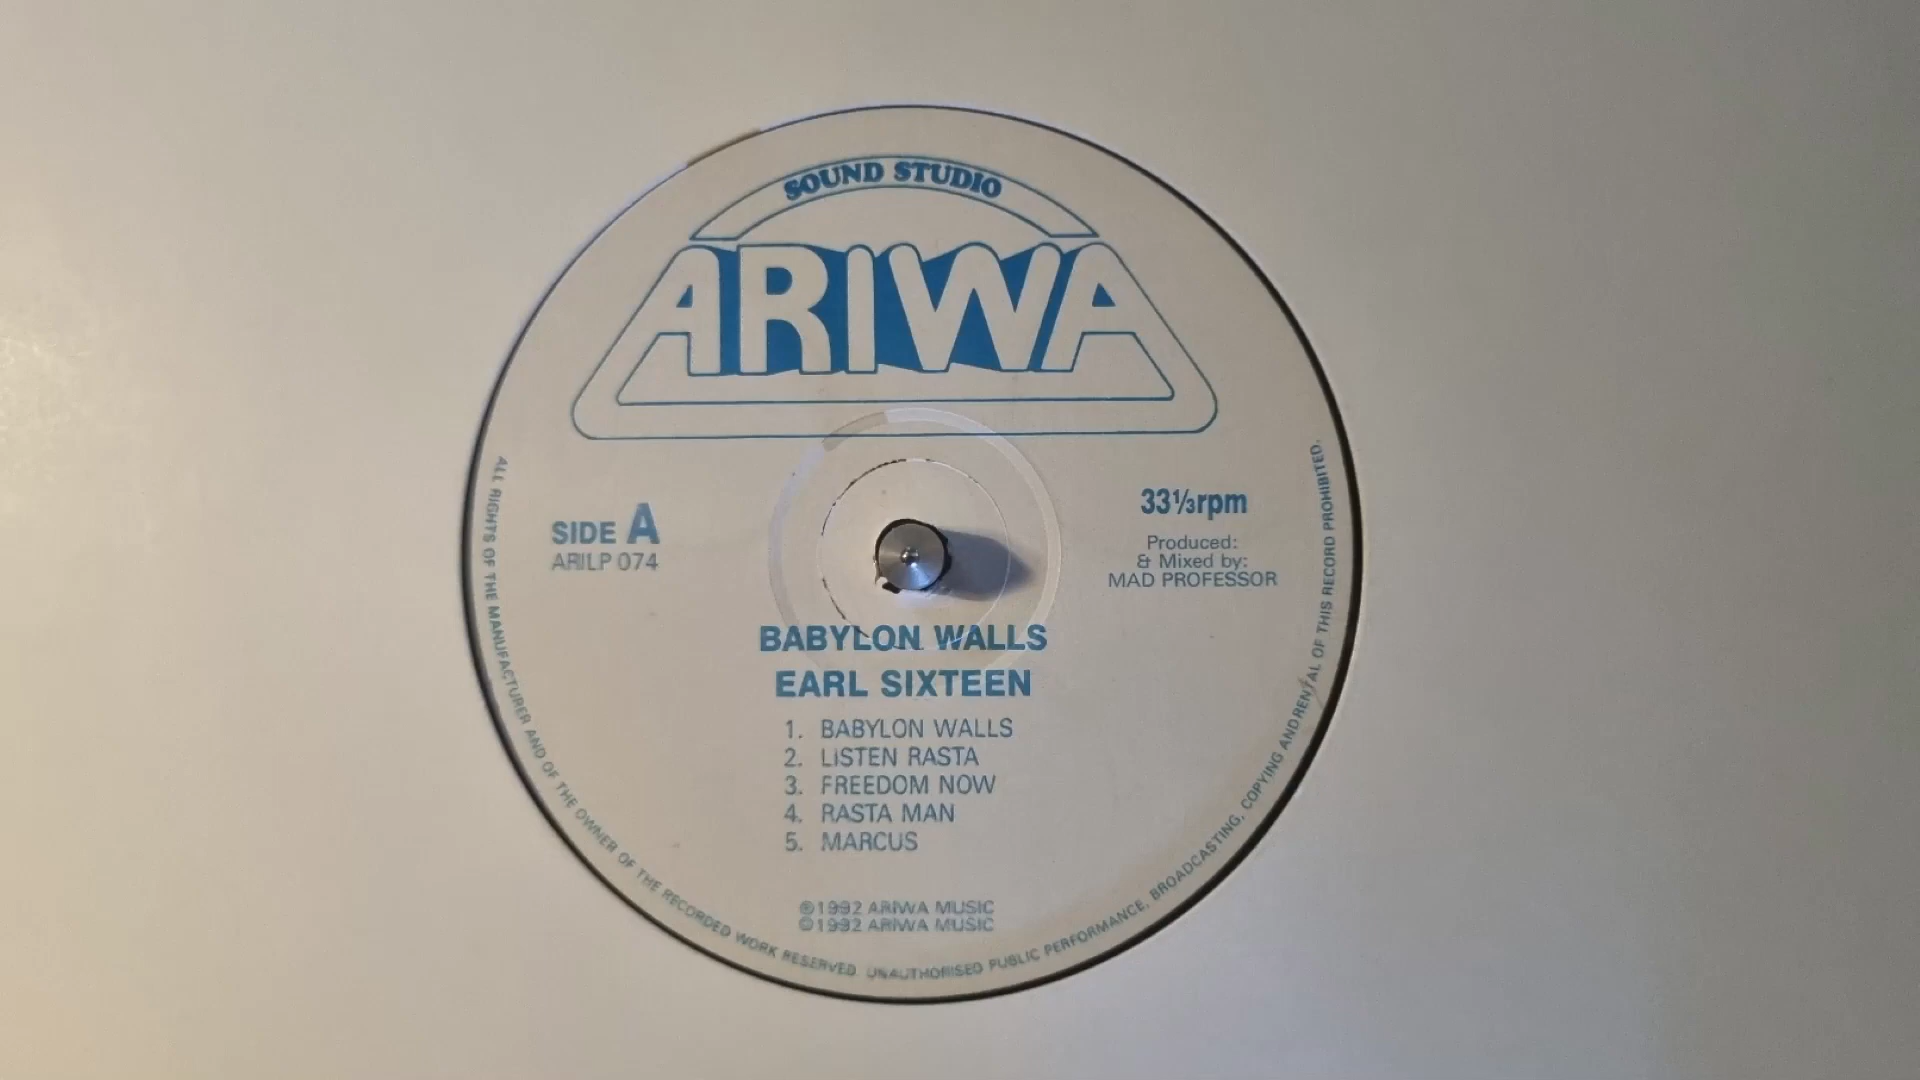 SOUND STUDIO
ARIWA
SIDE A
ARILP 074
33⅓rpm
Produced:
& Mixed by:
MAD PROFESSOR
BABYLON WALLS
EARL SIXTEEN
1. BABYLON WALLS
2. LISTEN RASTA
3. FREEDOM NOW
4. RASTA MAN
5. MARCUS
℗1992 ARIWA MUSIC
©1992 ARIWA MUSIC
ALL RIGHTS OF THE MANUFACTURER AND OF THE OWNER OF THE RECORDED WORK RESERVED. UNAUTHORISED PUBLIC PERFORMANCE, BROADCASTING, COPYING AND RENTAL OF THIS RECORD PROHIBITED.